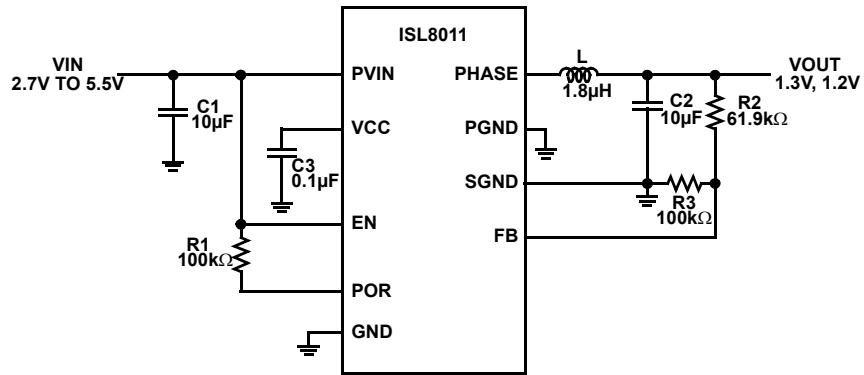 ISL8011
VIN
2.7V TO 5.5V
PVIN
PHASE
L
1.8µH
VOUT
1.3V, 1.2V
C1
10µF
C2
10µF
R2
61.9kΩ
VCC
PGND
C3
0.1µF
SGND
R3
100kΩ
EN
FB
R1
100kΩ
POR
GND